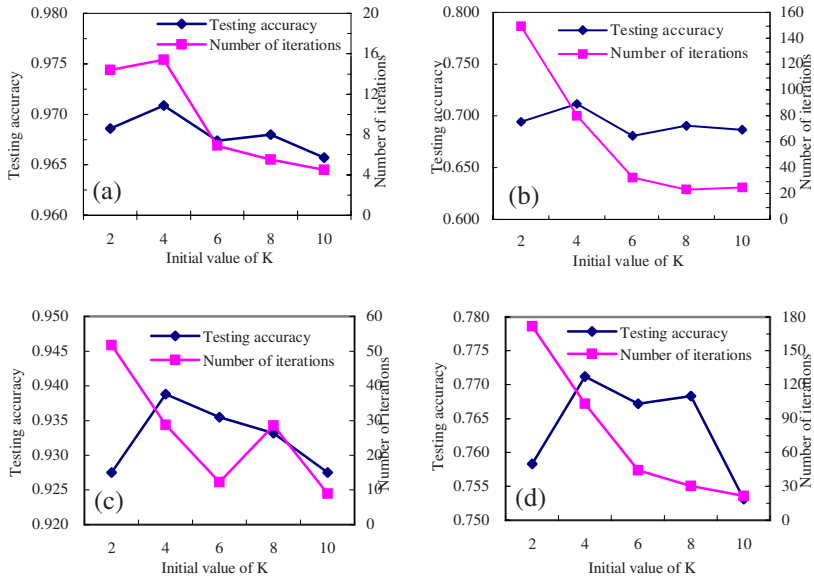 0.980
0.975
0.970
0.965
0.960
Testing accuracy
20
16
12
8
4
0
Number of iterations
Testing accuracy
Number of iterations
(a)
2 4 6 8 10
Initial value of K
0.800
0.750
0.700
0.650
0.600
Testing accuracy
160
140
120
100
80
60
40
20
0
Number of iterations
Testing accuracy
Number of iterations
(b)
2 4 6 8 10
Initial value of K
0.950
0.945
0.940
0.935
0.930
0.925
0.920
Testing accuracy
60
50
40
30
20
10
0
Number of iterations
Testing accuracy
Number of iterations
(c)
2 4 6 8 10
Initial value of K
0.780
0.770
0.760
0.755
0.750
Testing accuracy
180
150
120
90
60
30
0
Number of iterations
Testing accuracy
Number of iterations
(d)
2 4 6 8 10
Initial value of K